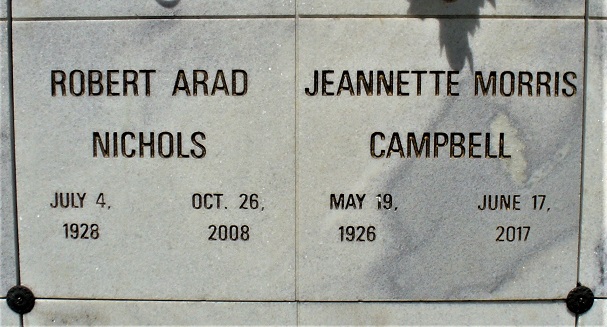 ROBERT ARAD
NICHOLS
JULY 4, OCT. 26,
1928 2008
JEANNETTE MORRIS
CAMPBELL
MAY 19, JUNE 17,
1926 2017